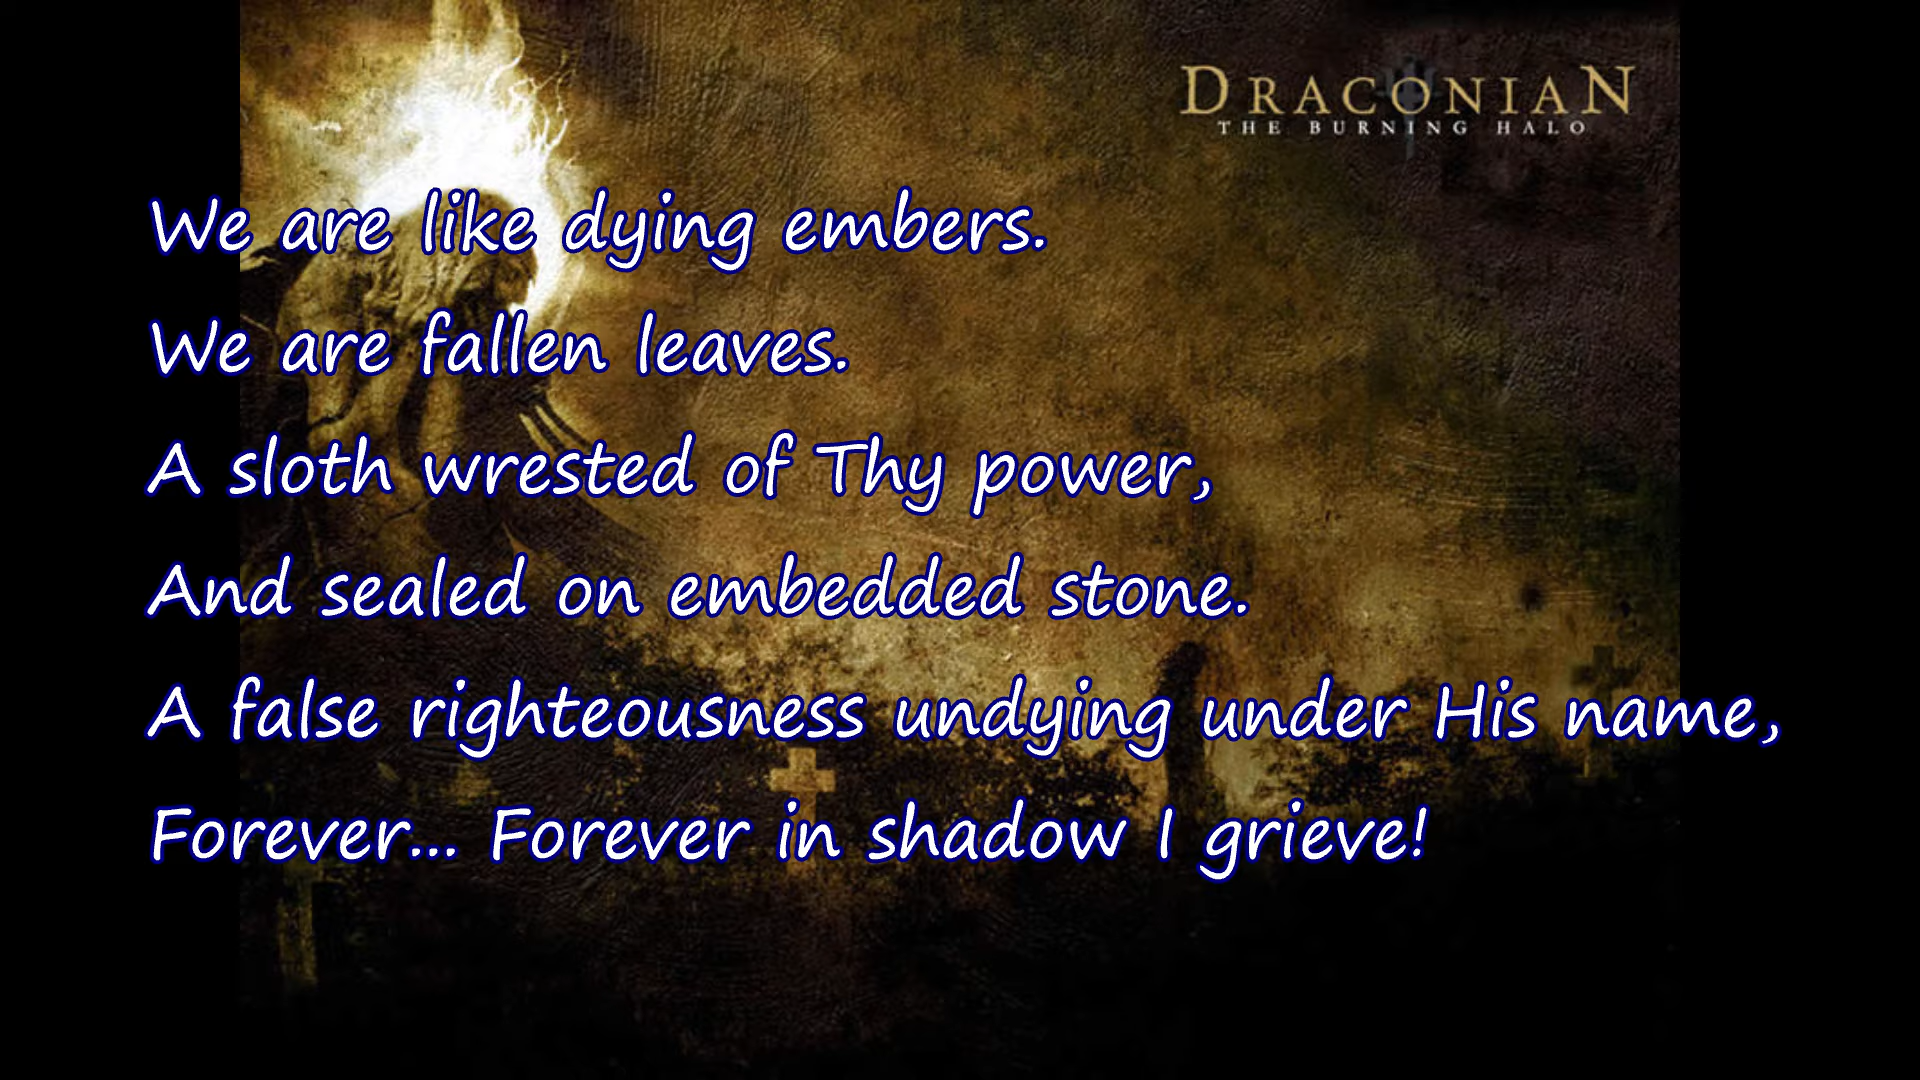 DRACONIAN
THE BURNING HALO
We are like dying embers.
We are fallen leaves.
A sloth wrested of Thy power,
And sealed on embedded stone.
A false righteousness undying under His name,
Forever... Forever in shadow I grieve!